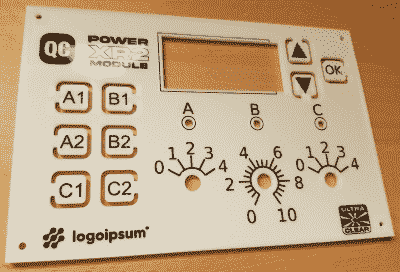 QC
POWER
XR2
MODULE
OK
A1 B1
A2 B2
C1 C2
A B C
0 1 2 3 4
0 2 4 6 8 10
0 1 2 3 4
logoipsum
ULTRA
CLEAR